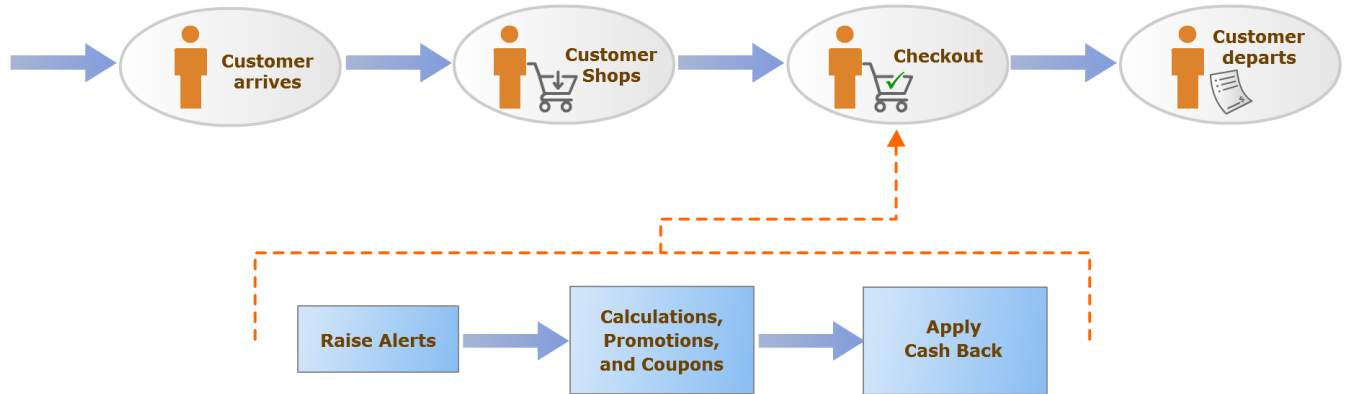 Customer
arrives
Customer
Shops
Checkout
Customer
departs
$
Raise Alerts
Calculations,
Promotions,
and Coupons
Apply
Cash Back